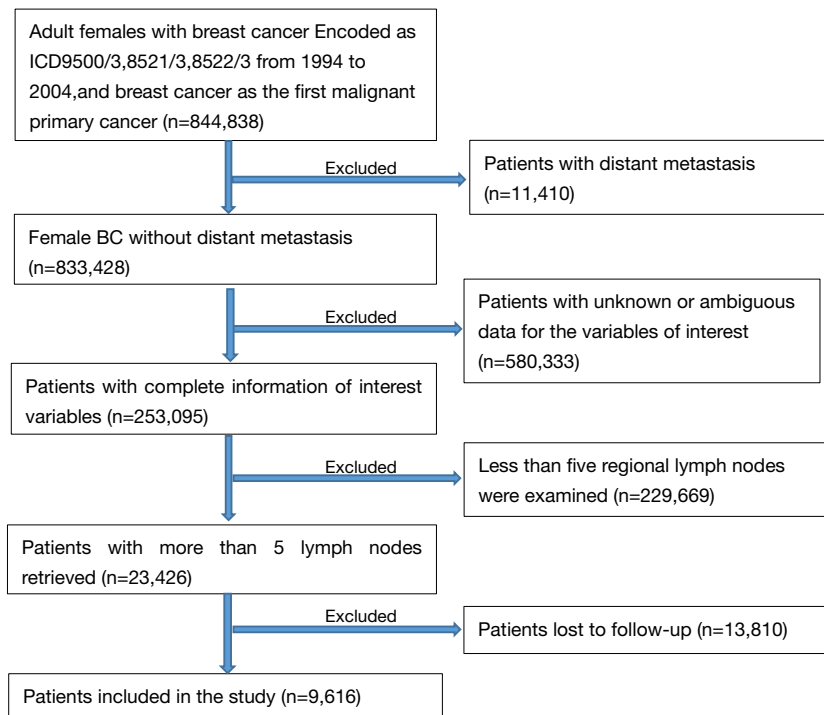 Adult females with breast cancer Encoded as
ICD9500/3,8521/3,8522/3 from 1994 to
2004,and breast cancer as the first malignant
primary cancer (n=844,838)
Excluded
Patients with distant metastasis
(n=11,410)
Female BC without distant metastasis
(n=833,428)
Excluded
Patients with unknown or ambiguous
data for the variables of interest
(n=580,333)
Patients with complete information of interest
variables (n=253,095)
Excluded
Less than five regional lymph nodes
were examined (n=229,669)
Patients with more than 5 lymph nodes
retrieved (n=23,426)
Excluded
Patients lost to follow-up (n=13,810)
Patients included in the study (n=9,616)